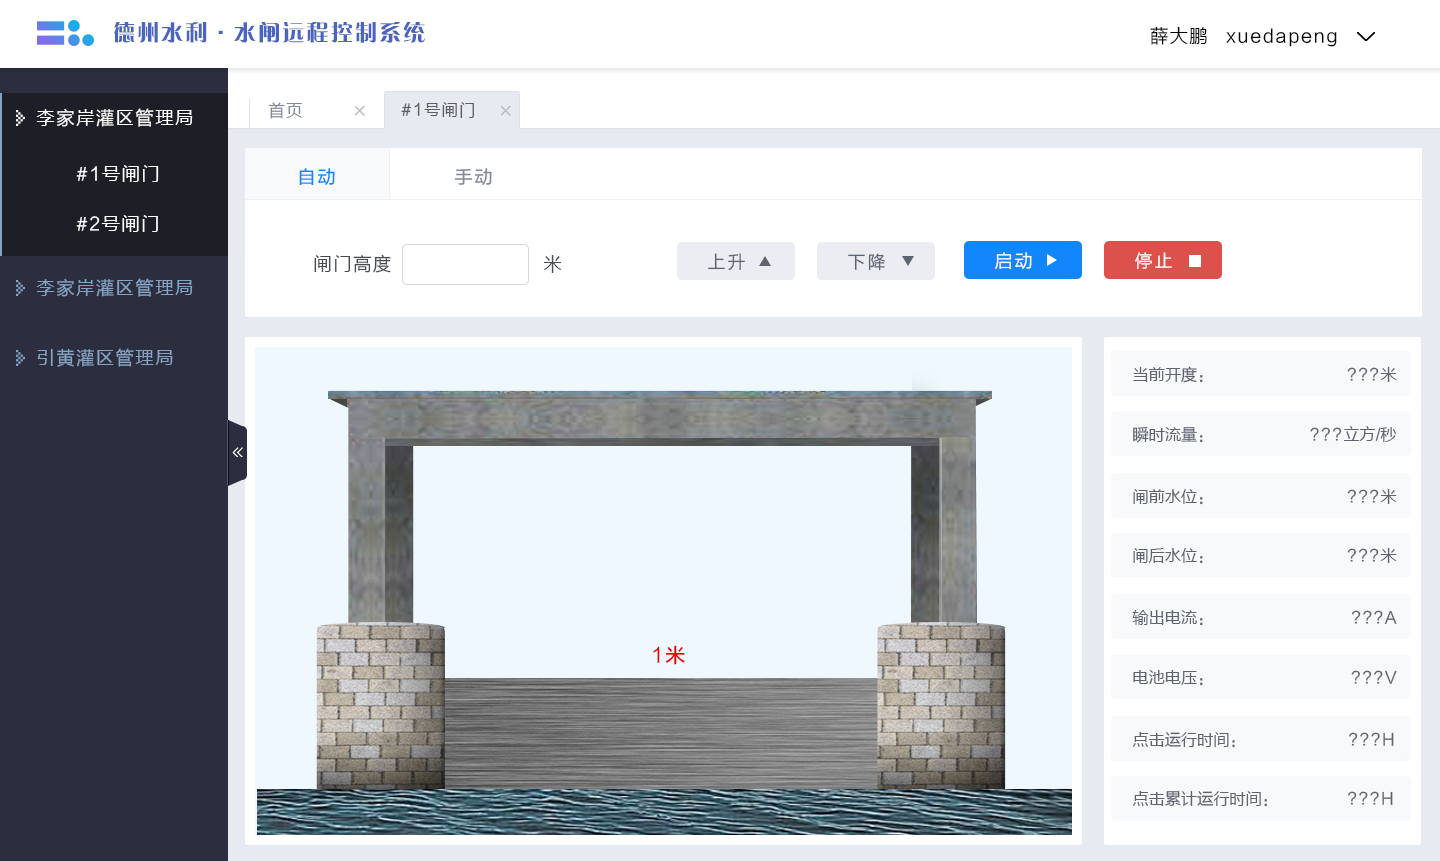 德州水利·水闸远程控制系统
薛大鹏 xuedapeng
李家岸灌区管理局
#1号闸门
#2号闸门
李家岸灌区管理局
引黄灌区管理局
首页
#1号闸门
自动
手动
闸门高度 米
上升
下降
启动
停止
1米
当前开度： ???米
瞬时流量： ???立方/秒
闸前水位： ???米
闸后水位： ???米
输出电流： ???A
电池电压： ???V
点击运行时间： ???H
点击累计运行时间： ???H